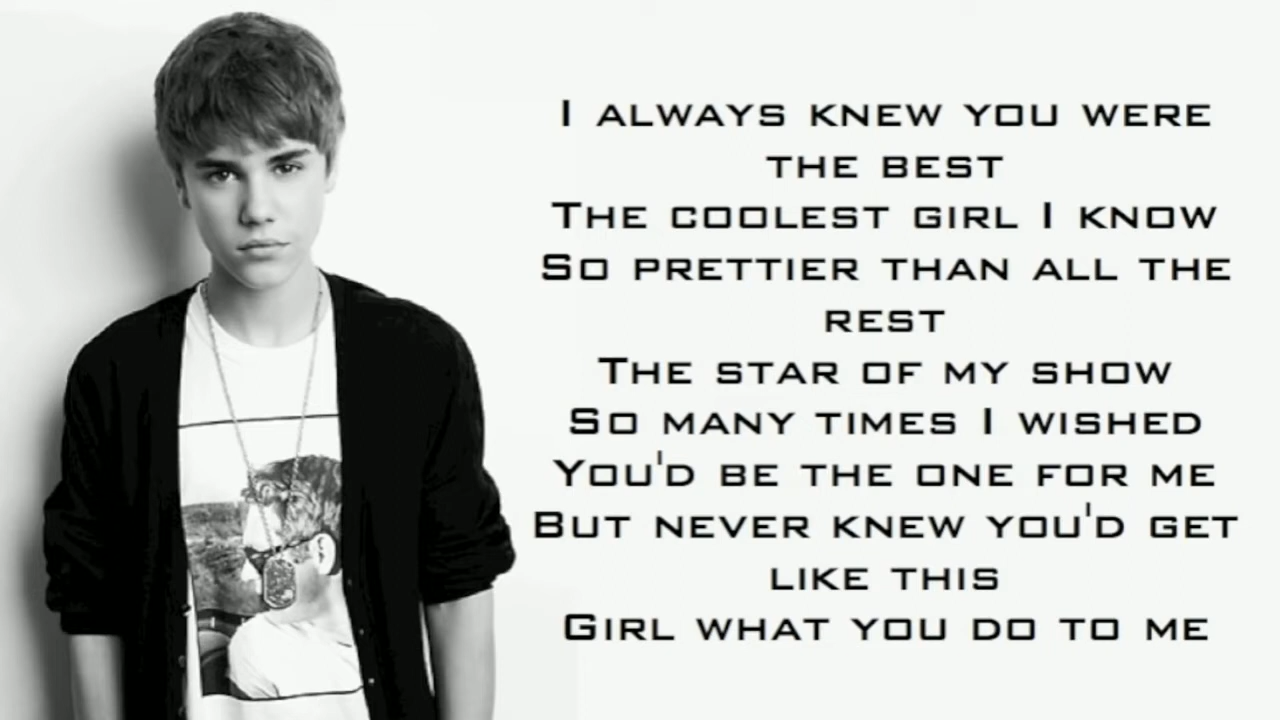 I ALWAYS KNEW YOU WERE
THE BEST
THE COOLEST GIRL I KNOW
SO PRETTIER THAN ALL THE
REST
THE STAR OF MY SHOW
SO MANY TIMES I WISHED
YOU'D BE THE ONE FOR ME
BUT NEVER KNEW YOU'D GET
LIKE THIS
GIRL WHAT YOU DO TO ME